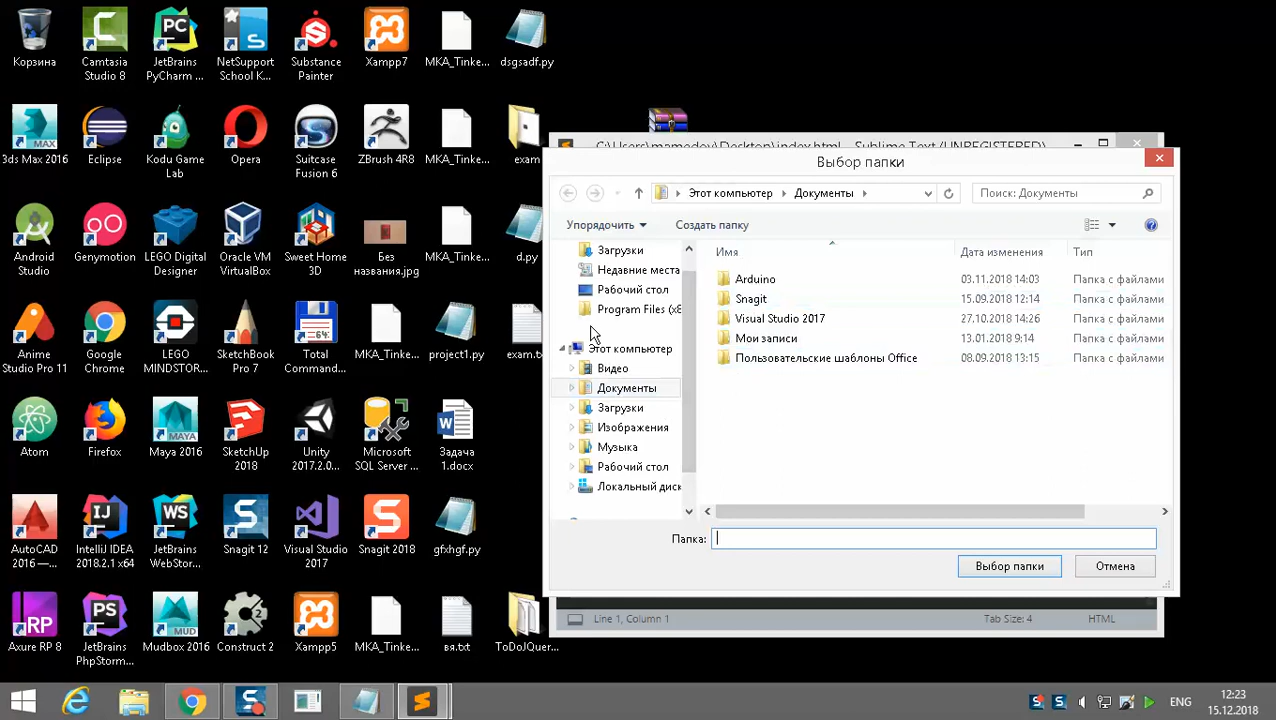 Корзина
Camtasia
Studio 8
JetBrains
PyCharm ...
NetSupport
School K...
Substance
Painter
Xampp7
MKA_Tinke...
dsgsadf.py
3ds Max 2016
Eclipse
Kodu Game
Lab
Opera
Suitcase
Fusion 6
ZBrush 4R8
MKA_Tinke...
exam
Android
Studio
Genymotion
LEGO Digital
Designer
Oracle VM
VirtualBox
Sweet Home
3D
Без
названия.jpg
MKA_Tinke...
d.py
Anime
Studio Pro 11
Google
Chrome
LEGO
MINDSTOR...
SketchBook
Pro 7
Total
Command...
MKA_Tinke...
project1.py
exam.tx
Atom
Firefox
Maya 2016
SketchUp
2018
Unity
2017.2.0...
Microsoft
SQL Server ...
Задача
1.docx
AutoCAD
2016 —...
IntelliJ IDEA
2018.2.1 x64
JetBrains
WebStor...
Snagit 12
Visual Studio
2017
Snagit 2018
gfxhgf.py
Axure RP 8
JetBrains
PhpStorm...
Mudbox 2016
Construct 2
Xampp5
MKA_Tinke...
вя.txt
ToDoJQuer...
C:\Users\mamedov\Desktop\index.html - Sublime Text (UNREGISTERED)
Выбор папки
Этот компьютер
Документы
Поиск: Документы
Упорядочить
Создать папку
Загрузки
Недавние места
Рабочий стол
Program Files (x8
Этот компьютер
Видео
Документы
Загрузки
Изображения
Музыка
Рабочий стол
Локальный диск
Имя Дата изменения Тип
Arduino 03.11.2018 14:03 Папка с файлами
Snagit 15.09.2018 12:14 Папка с файлами
Visual Studio 2017 27.10.2018 14:26 Папка с файлами
Мои записи 13.01.2018 9:14 Папка с файлами
Пользовательские шаблоны Office 08.09.2018 13:15 Папка с файлами
Папка:
Выбор папки Отмена
Line 1, Column 1 Tab Size: 4 HTML
ENG
12:23
15.12.2018